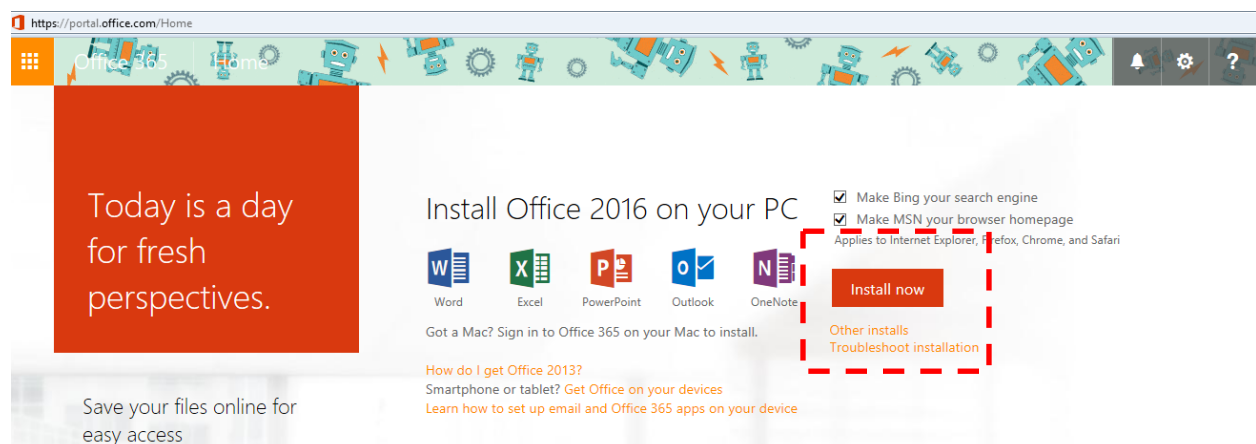 https://portal.office.com/Home
Office 365 Home
?
Today is a day
for fresh
perspectives.
Save your files online for
easy access
Install Office 2016 on your PC
W X P O N
Word Excel PowerPoint Outlook OneNote
Got a Mac? Sign in to Office 365 on your Mac to install.
How do I get Office 2013?
Smartphone or tablet? Get Office on your devices
Learn how to set up email and Office 365 apps on your device
Make Bing your search engine
Make MSN your browser homepage
Applies to Internet Explorer, Firefox, Chrome, and Safari
Install now
Other installs
Troubleshoot installation